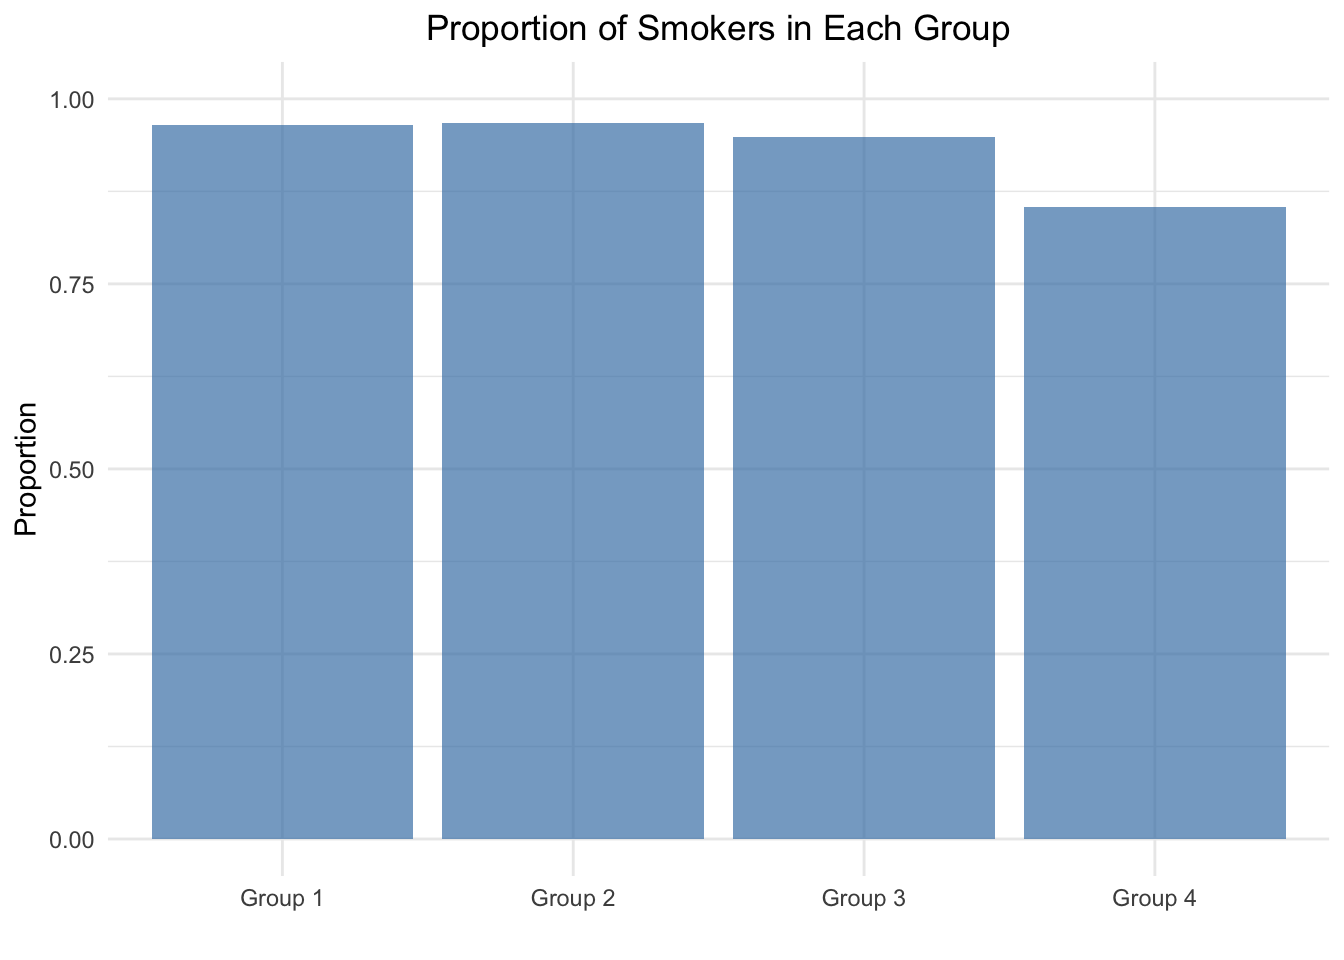 Proportion of Smokers in Each Group
1.00
0.75
0.50
0.25
0.00
Proportion
Group 1
Group 2
Group 3
Group 4